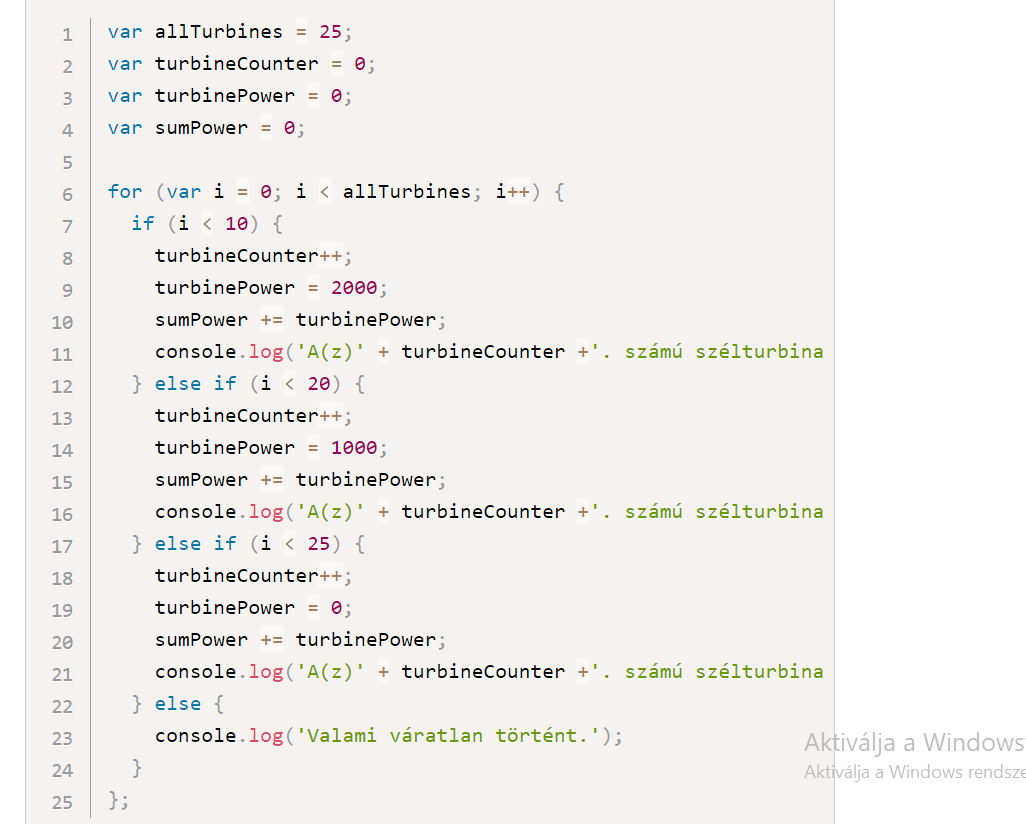 1 var allTurbines = 25;
2 var turbineCounter = 0;
3 var turbinePower = 0;
4 var sumPower = 0;
5
6 for (var i = 0; i < allTurbines; i++) {
7 if (i < 10) {
8 turbineCounter++;
9 turbinePower = 2000;
10 sumPower += turbinePower;
11 console.log('A(z)' + turbineCounter +'. számú szélturbina
12 } else if (i < 20) {
13 turbineCounter++;
14 turbinePower = 1000;
15 sumPower += turbinePower;
16 console.log('A(z)' + turbineCounter +'. számú szélturbina
17 } else if (i < 25) {
18 turbineCounter++;
19 turbinePower = 0;
20 sumPower += turbinePower;
21 console.log('A(z)' + turbineCounter +'. számú szélturbina
22 } else {
23 console.log('Valami váratlan történt.');
24 }
25 };
Aktiválja a Windows
Aktiválja a Windows